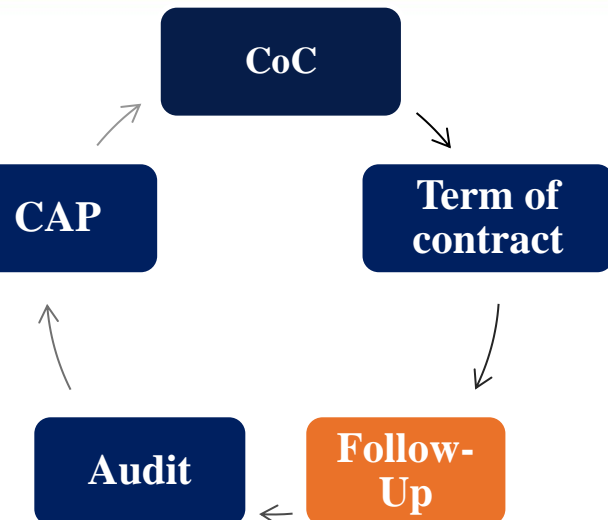 CoC
Term of
contract
CAP
Follow-
Up
Audit